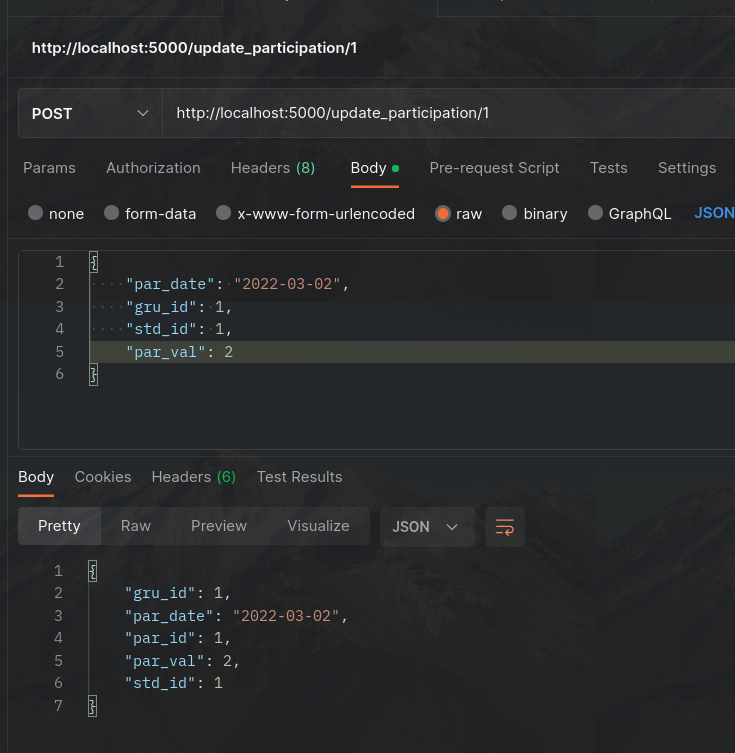 http://localhost:5000/update_participation/1
POST http://localhost:5000/update_participation/1
Params Authorization Headers (8) Body Pre-request Script Tests Settings
none form-data x-www-form-urlencoded raw binary GraphQL JSON
1 {
2 ····"par_date":·"2022-03-02",
3 ····"gru_id":·1,
4 ····"std_id":·1,
5 "par_val": 2
6 }
Body Cookies Headers (6) Test Results
Pretty Raw Preview Visualize JSON
1 {
2 "gru_id": 1,
3 "par_date": "2022-03-02",
4 "par_id": 1,
5 "par_val": 2,
6 "std_id": 1
7 }